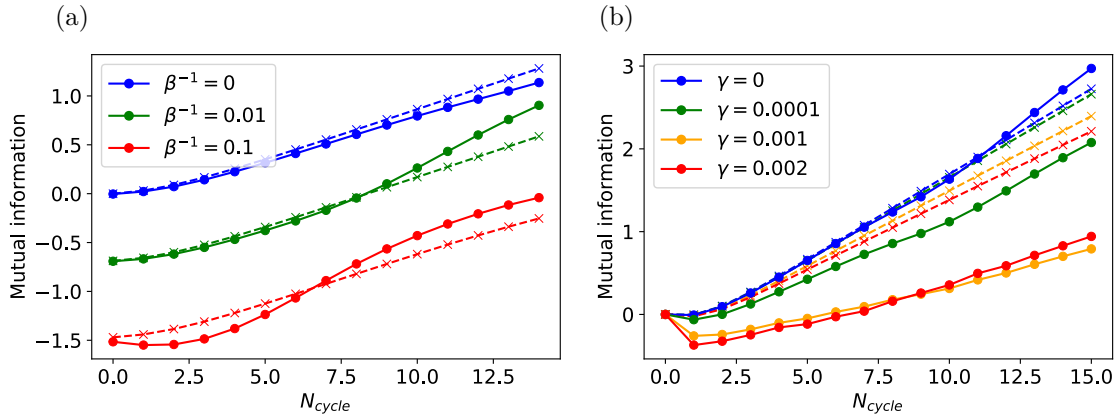 (a)
(b)
Mutual information
1.0
0.5
0.0
−0.5
−1.0
−1.5
β⁻¹ = 0
β⁻¹ = 0.01
β⁻¹ = 0.1
0.0 2.5 5.0 7.5 10.0 12.5
N_cycle
Mutual information
3
2
1
0
γ = 0
γ = 0.0001
γ = 0.001
γ = 0.002
0.0 2.5 5.0 7.5 10.0 12.5 15.0
N_cycle